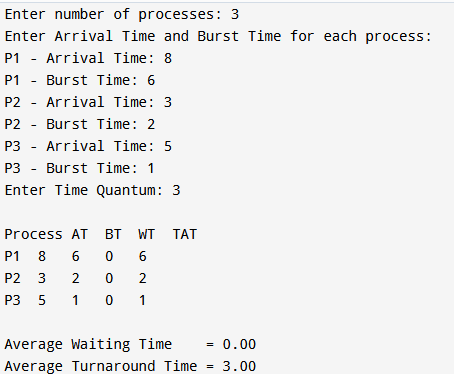 Enter number of processes: 3
Enter Arrival Time and Burst Time for each process:
P1 - Arrival Time: 8
P1 - Burst Time: 6
P2 - Arrival Time: 3
P2 - Burst Time: 2
P3 - Arrival Time: 5
P3 - Burst Time: 1
Enter Time Quantum: 3

Process AT  BT  WT  TAT
P1  8   6   0   6
P2  3   2   0   2
P3  5   1   0   1

Average Waiting Time    = 0.00
Average Turnaround Time = 3.00